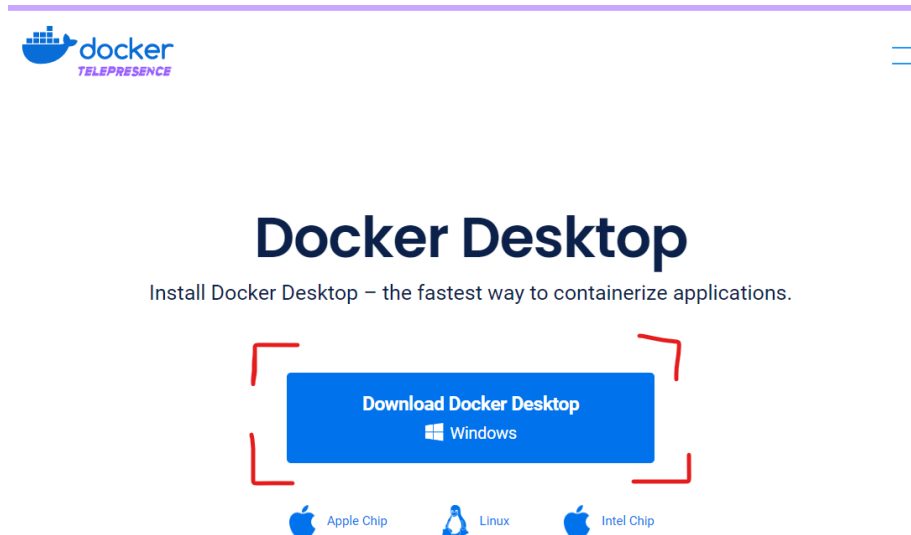 docker
TELEPRESENCE
Docker Desktop
Install Docker Desktop – the fastest way to containerize applications.
Download Docker Desktop
Windows
Apple Chip
Linux
Intel Chip